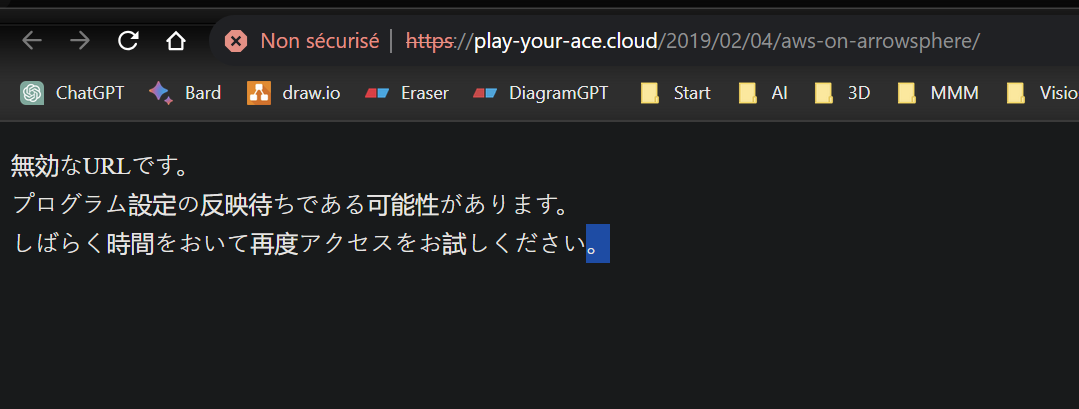 Non sécurisé https://play-your-ace.cloud/2019/02/04/aws-on-arrowsphere/
ChatGPT Bard draw.io Eraser DiagramGPT Start AI 3D MMM Visio
無効なURLです。
プログラム設定の反映待ちである可能性があります。
しばらく時間をおいて再度アクセスをお試しください。